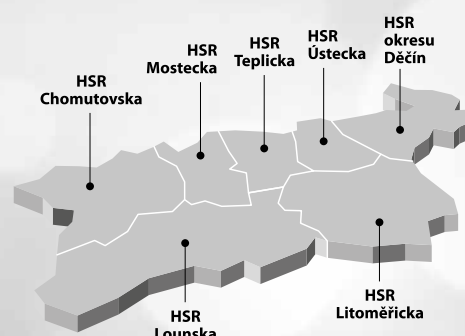 HSR
Chomutovska
HSR
Mostecka
HSR
Teplicka
HSR
Ústecka
HSR
okresu
Děčín
HSR
Lounska
HSR
Litoměřicka